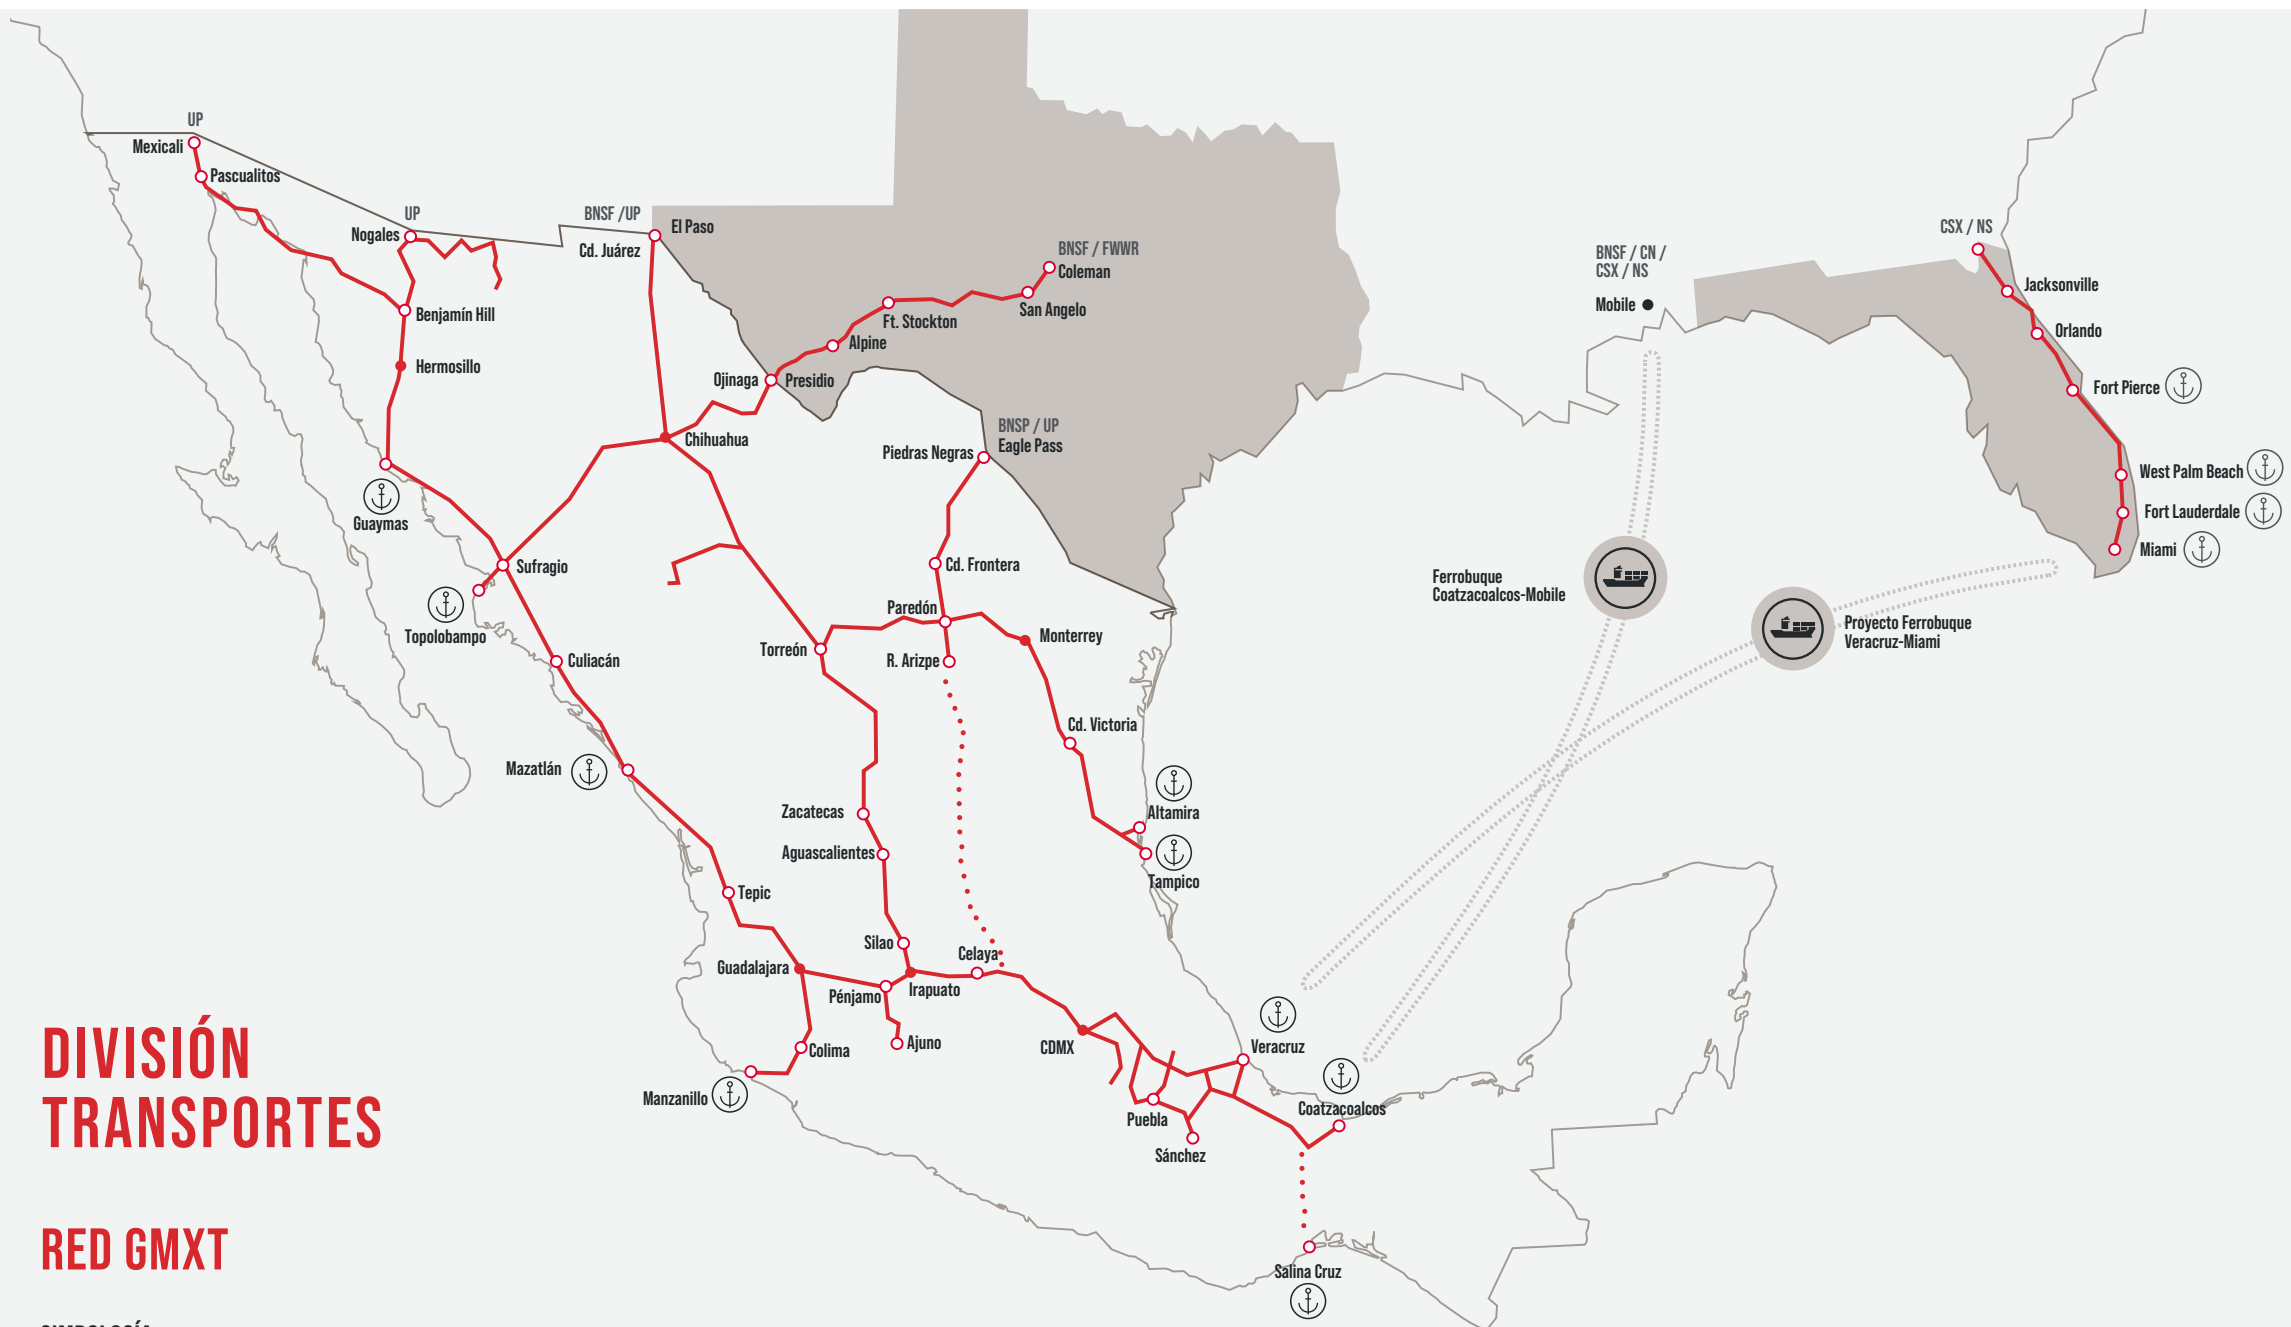 UP
Mexicali
Pascualitos
UP
Nogales
BNSF /UP
El Paso
Cd. Juárez
BNSF / FWWR
Coleman
San Angelo
Ft. Stockton
Alpine
Ojinaga
Presidio
Benjamín Hill
Hermosillo
Chihuahua
BNSP / UP
Eagle Pass
Piedras Negras
Guaymas
Sufragio
Topolobampo
Cd. Frontera
Paredón
Monterrey
Torreón
R. Arizpe
Culiacán
Cd. Victoria
Mazatlán
Altamira
Zacatecas
Aguascalientes
Tampico
Tepic
Silao
Celaya
Guadalajara
Pénjamo
Irapuato
Ajuno
Colima
CDMX
Manzanillo
Veracruz
Puebla
Coatzacoalcos
Sánchez
Salina Cruz
BNSF / CN /
CSX / NS
Mobile
CSX / NS
Jacksonville
Orlando
Fort Pierce
West Palm Beach
Fort Lauderdale
Miami
Ferrobuque
Coatzacoalcos-Mobile
Proyecto Ferrobuque
Veracruz-Miami
DIVISIÓN
TRANSPORTES
RED GMXT